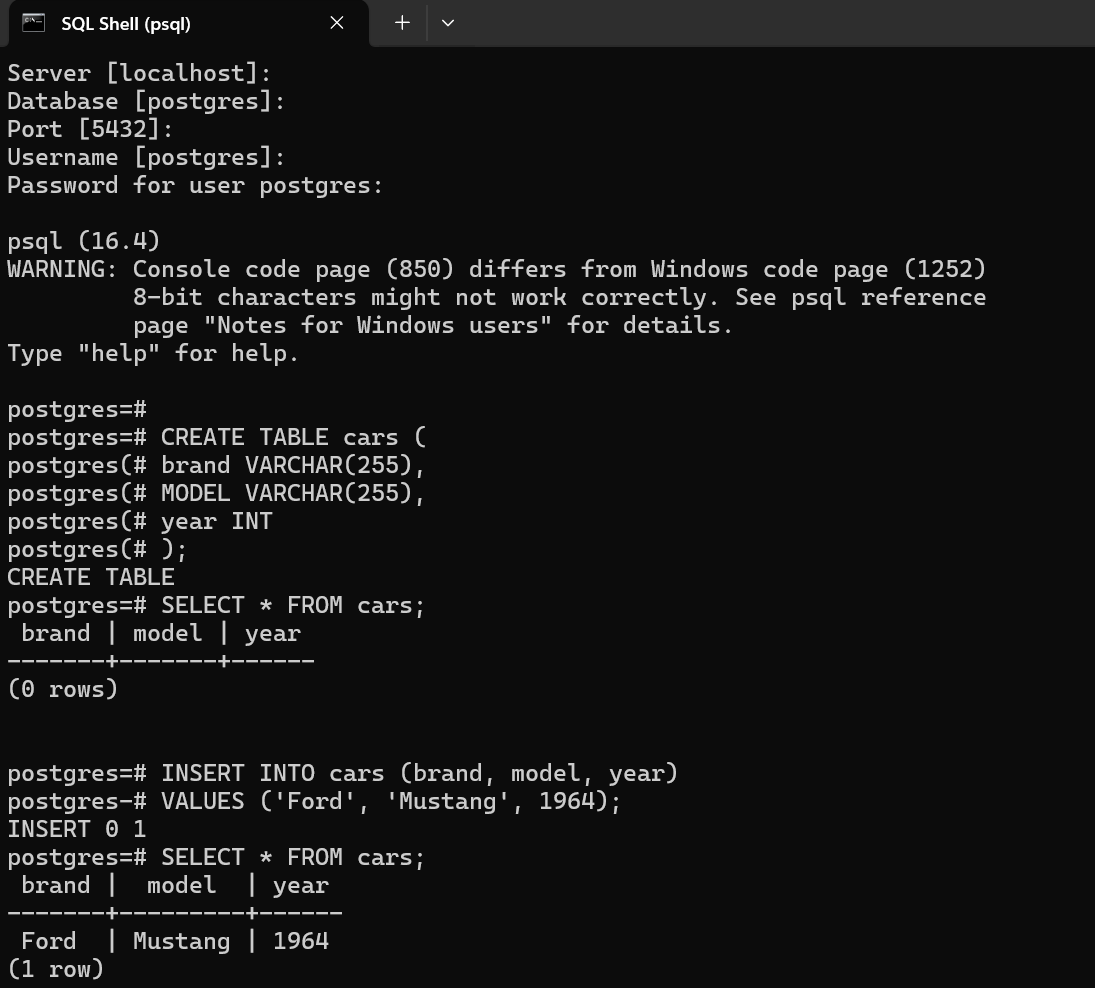 SQL Shell (psql)
Server [localhost]:
Database [postgres]:
Port [5432]:
Username [postgres]:
Password for user postgres:

psql (16.4)
WARNING: Console code page (850) differs from Windows code page (1252)
         8-bit characters might not work correctly. See psql reference
         page "Notes for Windows users" for details.
Type "help" for help.

postgres=#
postgres=# CREATE TABLE cars (
postgres(# brand VARCHAR(255),
postgres(# MODEL VARCHAR(255),
postgres(# year INT
postgres(# );
CREATE TABLE
postgres=# SELECT * FROM cars;
 brand | model | year
-------+-------+------
(0 rows)


postgres=# INSERT INTO cars (brand, model, year)
postgres-# VALUES ('Ford', 'Mustang', 1964);
INSERT 0 1
postgres=# SELECT * FROM cars;
 brand |  model  | year
-------+---------+------
 Ford  | Mustang | 1964
(1 row)